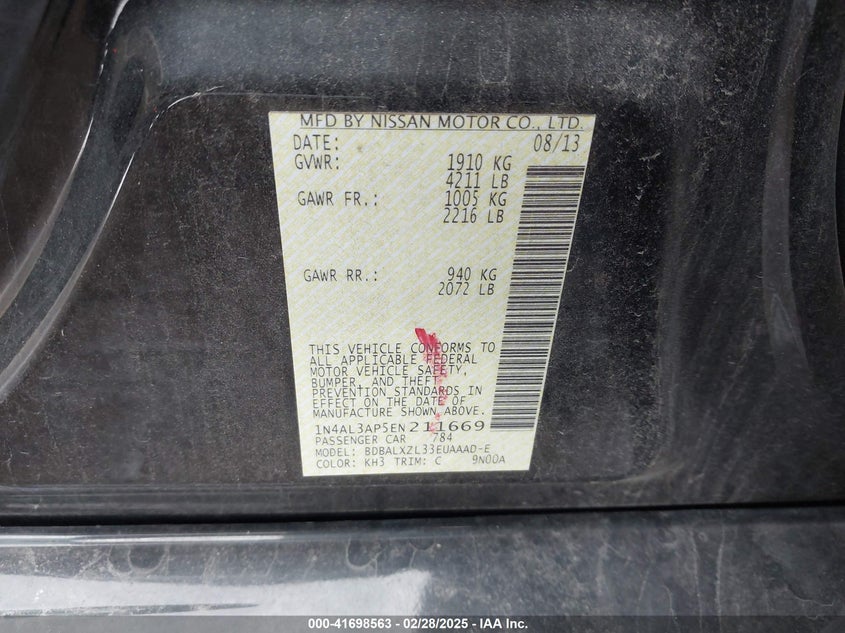 MFD BY NISSAN MOTOR CO., LTD.
DATE: 08/13
GVWR: 1910 KG
4211 LB
GAWR FR.: 1005 KG
2216 LB
GAWR RR.: 940 KG
2072 LB
THIS VEHICLE CONFORMS TO
ALL APPLICABLE FEDERAL
MOTOR VEHICLE SAFETY,
BUMPER, AND THEFT
PREVENTION STANDARDS IN
EFFECT ON THE DATE OF
MANUFACTURE SHOWN ABOVE.
1N4AL3AP5EN211669
PASSENGER CAR 784
MODEL: BDBALXZL33EUAAAD-E
COLOR: KH3 TRIM: C 9N00A
000-41698563 - 02/28/2025 - IAA Inc.